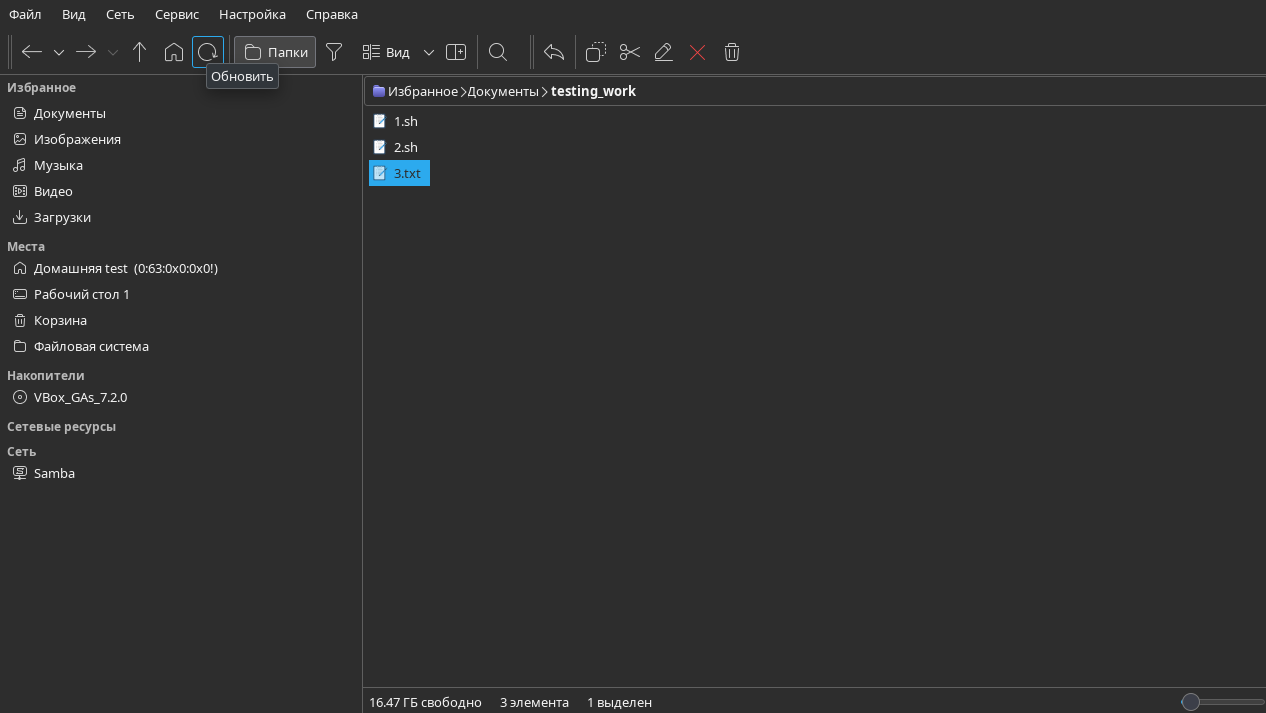 Файл Вид Сеть Сервис Настройка Справка
Папки Вид
Обновить
Избранное
Документы
Изображения
Музыка
Видео
Загрузки
Места
Домашняя test (0:63:0x0:0x0!)
Рабочий стол 1
Корзина
Файловая система
Накопители
VBox_GAs_7.2.0
Сетевые ресурсы
Сеть
Samba
Избранное Документы testing_work
1.sh
2.sh
3.txt
16.47 ГБ свободно 3 элемента 1 выделен